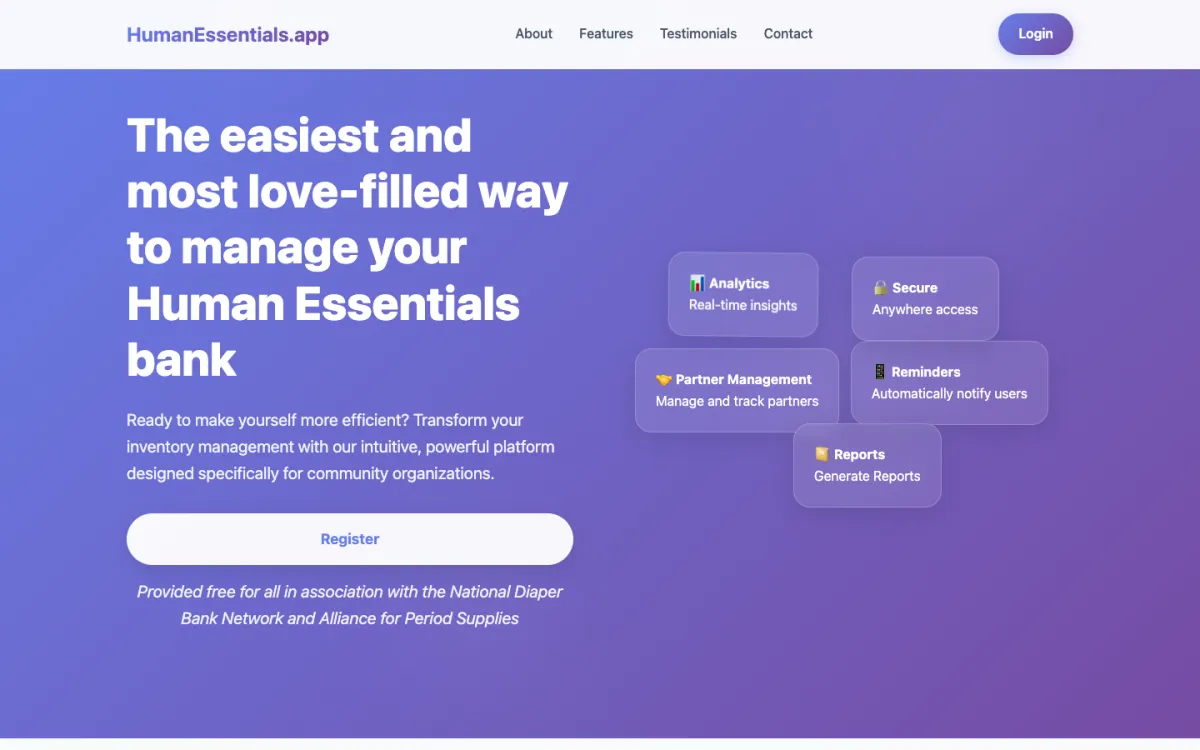 HumanEssentials.app
About
Features
Testimonials
Contact
Login
The easiest and
most love-filled way
to manage your
Human Essentials
bank
Ready to make yourself more efficient? Transform your
inventory management with our intuitive, powerful platform
designed specifically for community organizations.
Register
Provided free for all in association with the National Diaper
Bank Network and Alliance for Period Supplies
📊 Analytics
Real-time insights
🔒 Secure
Anywhere access
🤝 Partner Management
Manage and track partners
📱 Reminders
Automatically notify users
📒 Reports
Generate Reports